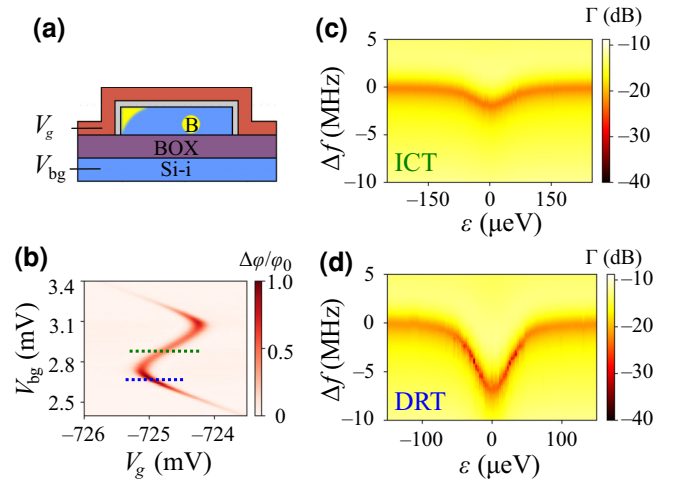 (a)
V_g
V_bg
B
BOX
Si-i
(b)
Δφ/φ₀
3.4
3.1
2.8
2.5
V_bg (mV)
−726
−725
−724
V_g (mV)
1.0
0.5
0
(c)
Γ (dB)
5
0
−5
−10
Δf (MHz)
ICT
−150
0
150
ε (µeV)
−10
−20
−30
−40
(d)
Γ (dB)
5
0
−5
−10
Δf (MHz)
DRT
−100
0
100
ε (µeV)
−10
−20
−30
−40